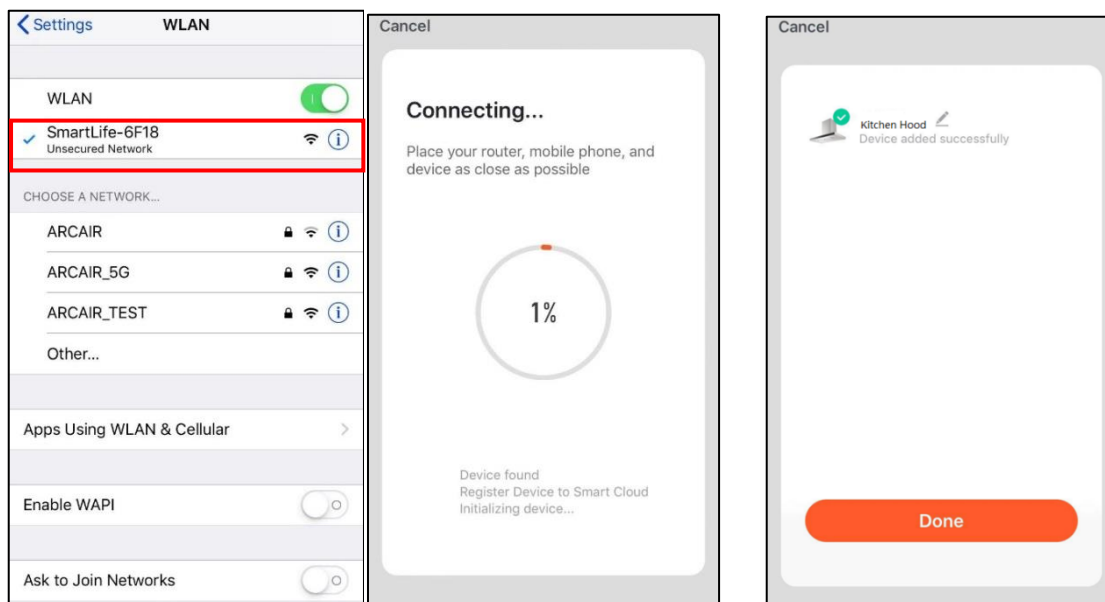 Settings
WLAN
WLAN
SmartLife-6F18
Unsecured Network
CHOOSE A NETWORK...
ARCAIR
ARCAIR_5G
ARCAIR_TEST
Other...
Apps Using WLAN & Cellular
Enable WAPI
Ask to Join Networks
Cancel
Connecting...
Place your router, mobile phone, and
device as close as possible
1%
Device found
Register Device to Smart Cloud
Initializing device...
Cancel
Kitchen Hood
Device added successfully
Done